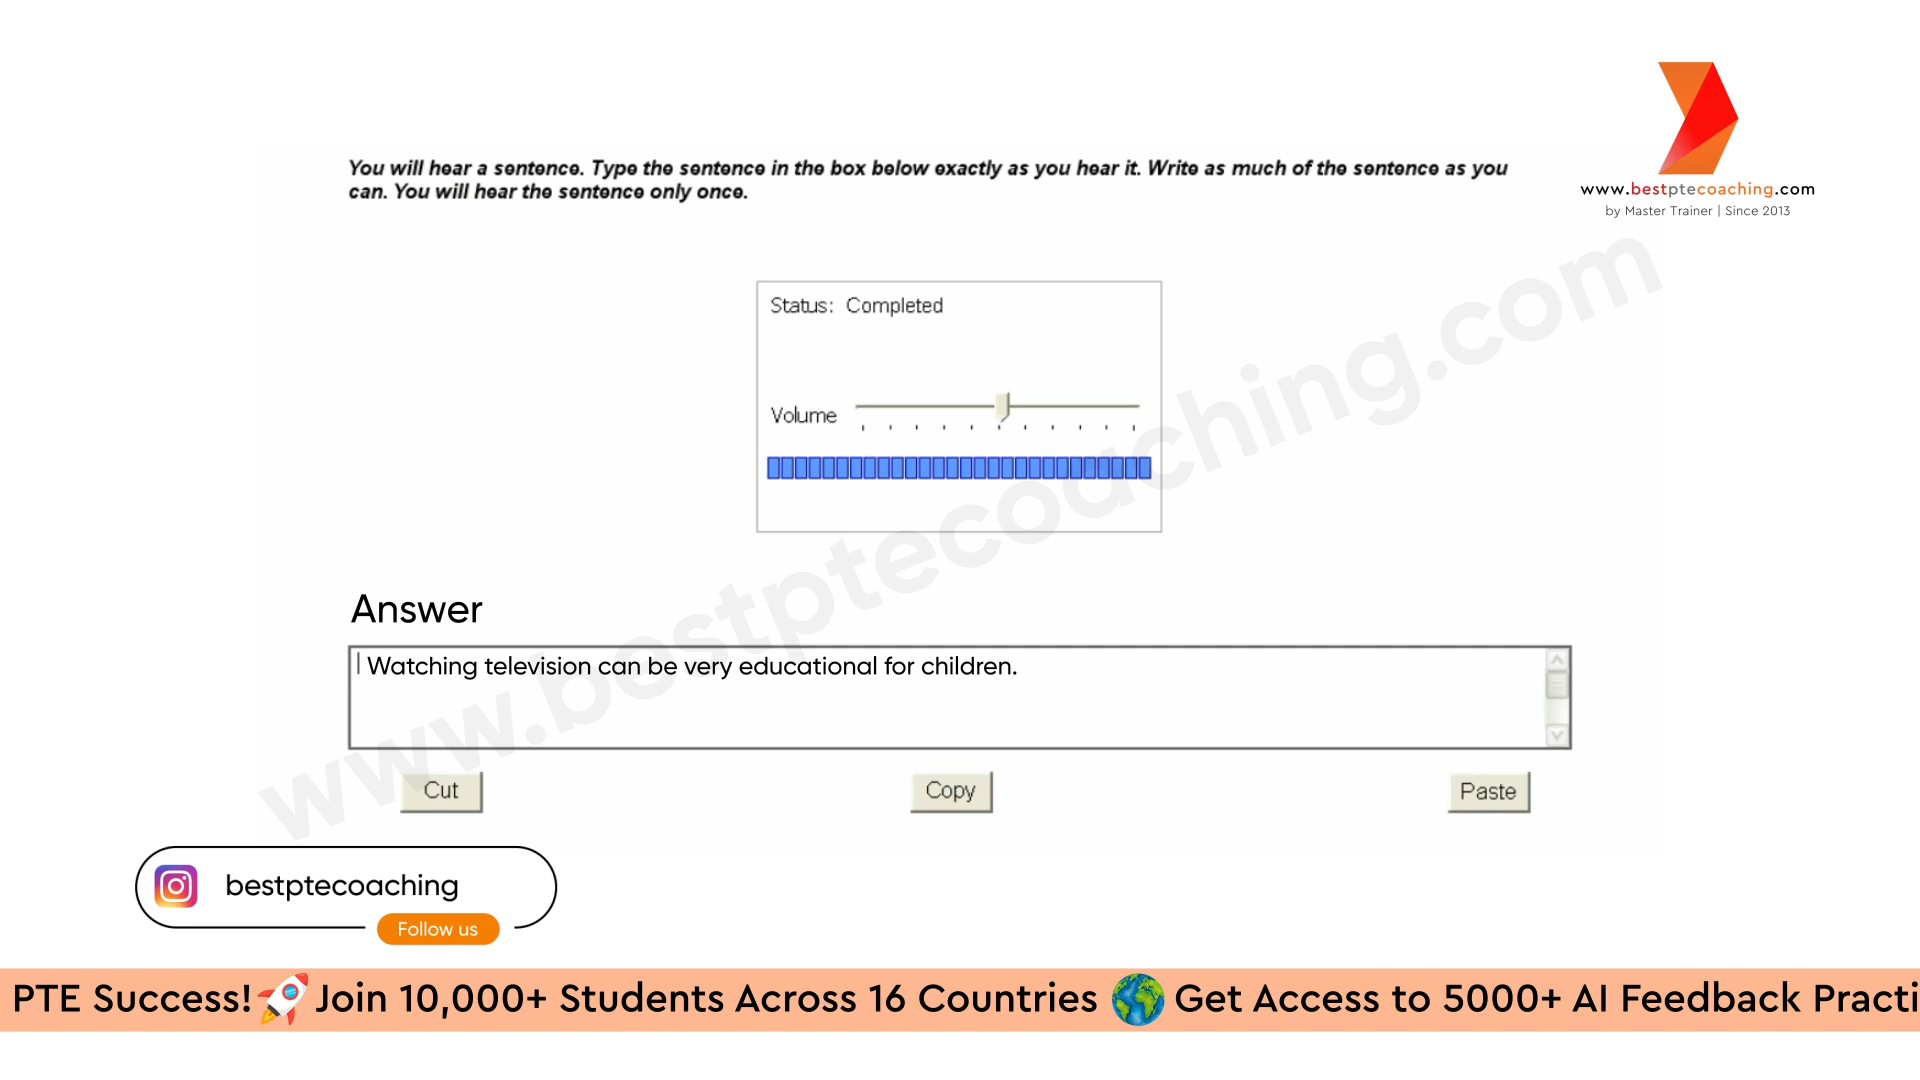 You will hear a sentence. Type the sentence in the box below exactly as you hear it. Write as much of the sentence as you
can. You will hear the sentence only once.
www.bestptecoaching.com
by Master Trainer | Since 2013
Status: Completed
Volume
www.bestptecoaching.com
Answer
Watching television can be very educational for children.
Cut
Copy
Paste
bestptecoaching
Follow us
PTE Success!🚀Join 10,000+ Students Across 16 Countries 🌍 Get Access to 5000+ AI Feedback Practi